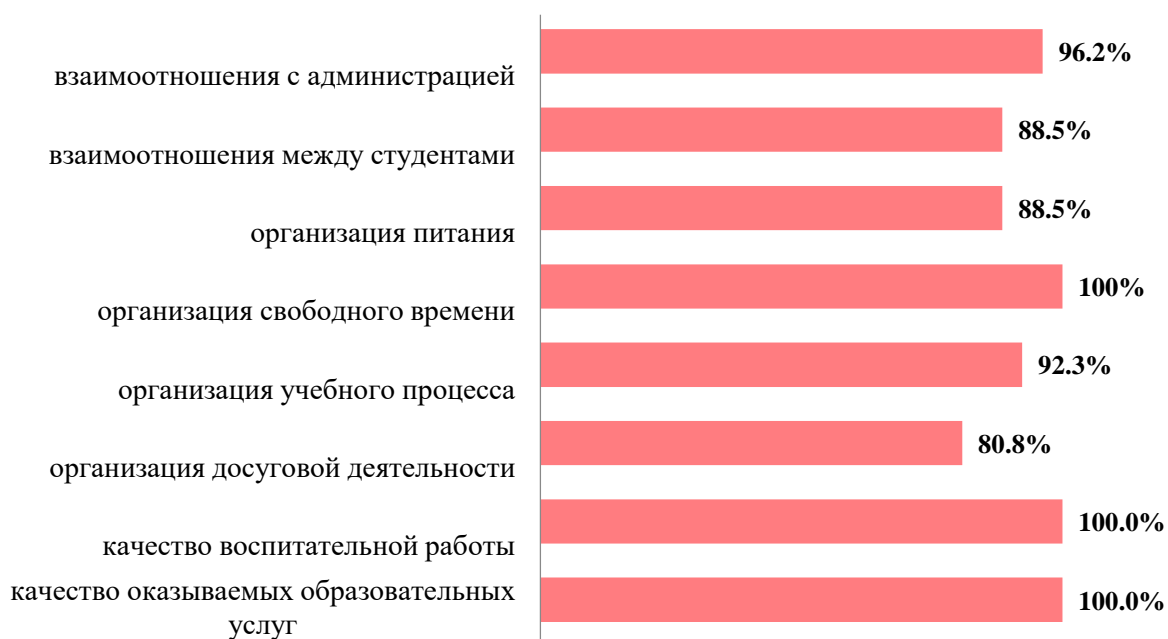 взаимоотношения с администрацией
96.2%
взаимоотношения между студентами
88.5%
организация питания
88.5%
организация свободного времени
100%
организация учебного процесса
92.3%
организация досуговой деятельности
80.8%
качество воспитательной работы
100.0%
качество оказываемых образовательных
услуг
100.0%